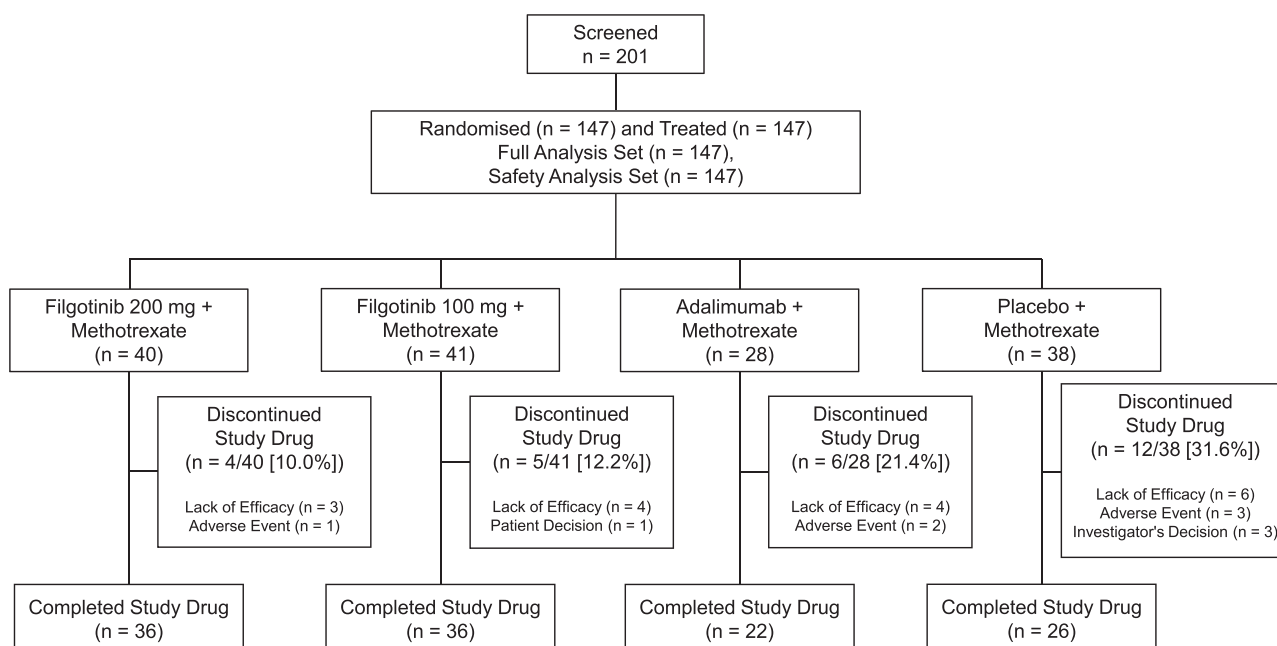 Screened
n = 201
Randomised (n = 147) and Treated (n = 147)
Full Analysis Set (n = 147),
Safety Analysis Set (n = 147)
Filgotinib 200 mg +
Methotrexate
(n = 40)
Filgotinib 100 mg +
Methotrexate
(n = 41)
Adalimumab +
Methotrexate
(n = 28)
Placebo +
Methotrexate
(n = 38)
Discontinued
Study Drug
(n = 4/40 [10.0%])
Lack of Efficacy (n = 3)
Adverse Event (n = 1)
Discontinued
Study Drug
(n = 5/41 [12.2%])
Lack of Efficacy (n = 4)
Patient Decision (n = 1)
Discontinued
Study Drug
(n = 6/28 [21.4%])
Lack of Efficacy (n = 4)
Adverse Event (n = 2)
Discontinued
Study Drug
(n = 12/38 [31.6%])
Lack of Efficacy (n = 6)
Adverse Event (n = 3)
Investigator's Decision (n = 3)
Completed Study Drug
(n = 36)
Completed Study Drug
(n = 36)
Completed Study Drug
(n = 22)
Completed Study Drug
(n = 26)